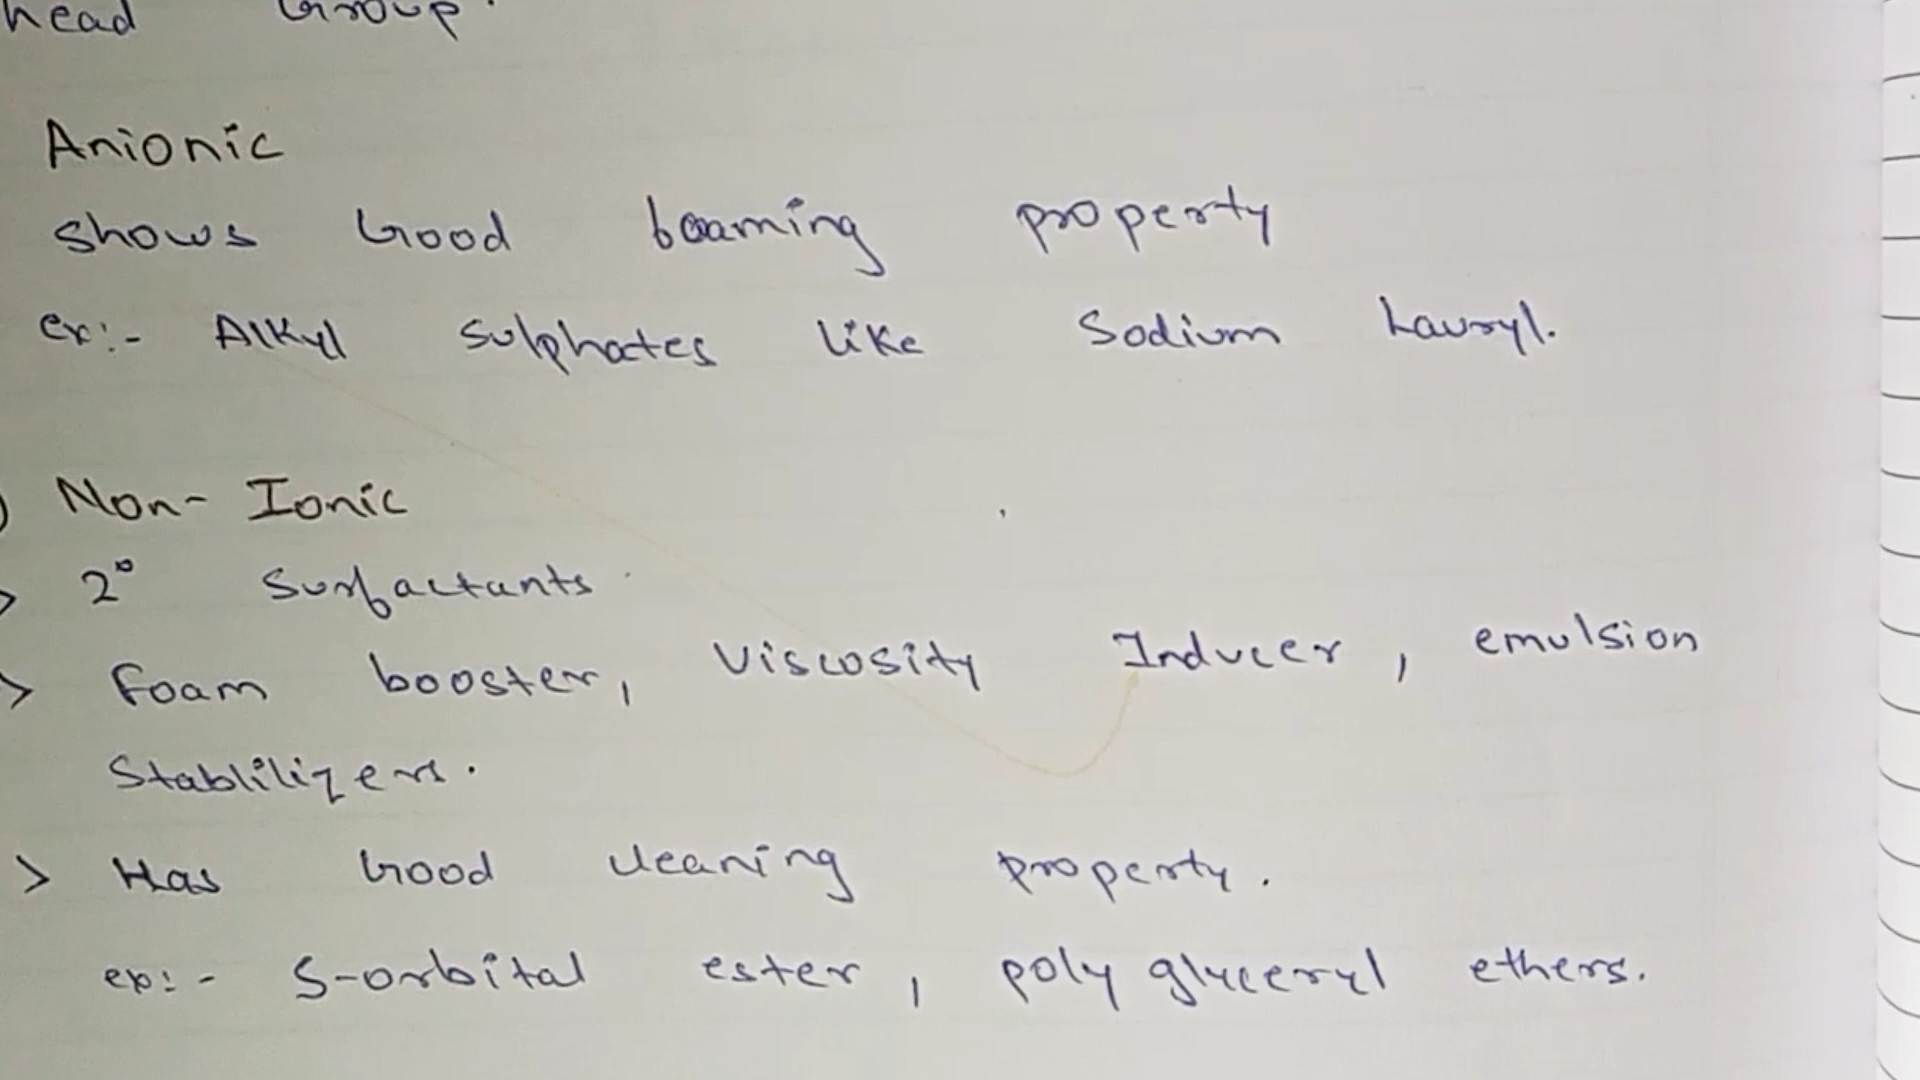 head Group.
Anionic
shows Good foaming property
ex:- Alkyl sulphates like Sodium Lauryl.
) Non-Ionic
> 2° Surfactants
> Foam booster, Viscosity Inducer, emulsion
Stablilizers.
> Has Good cleaning property.
ex:- S-orbital ester, poly glyceryl ethers.